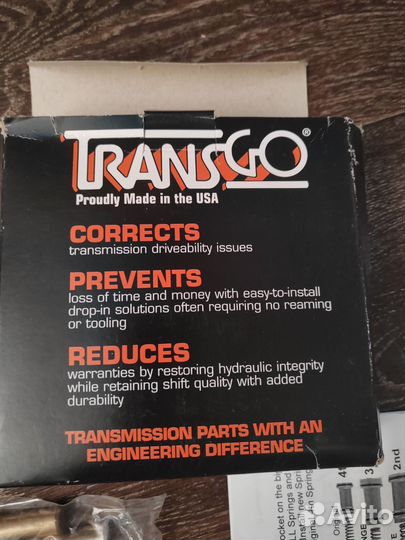 TRANSGO®
Proudly Made in the USA
CORRECTS
transmission driveability issues
PREVENTS
loss of time and money with easy-to-install
drop-in solutions often requiring no reaming
or tooling
REDUCES
warranties by restoring hydraulic integrity
while retaining shift quality with added
durability
TRANSMISSION PARTS WITH AN
ENGINEERING DIFFERENCE
2nd
Avito